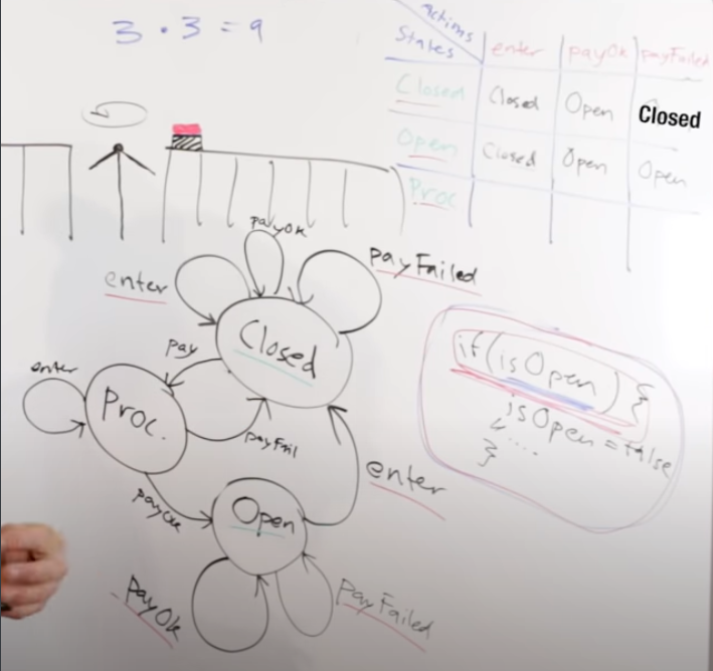 3 · 3 = 9
actions
States enter payOk payFailed
Closed Closed Open Closed
Open Closed Open Open
Proc
payOk
enter
payFailed
Closed
pay
enter
Proc.
payFail
enter
payOk
Open
payOk
payFailed
if(isOpen) {
isOpen = false
....
}